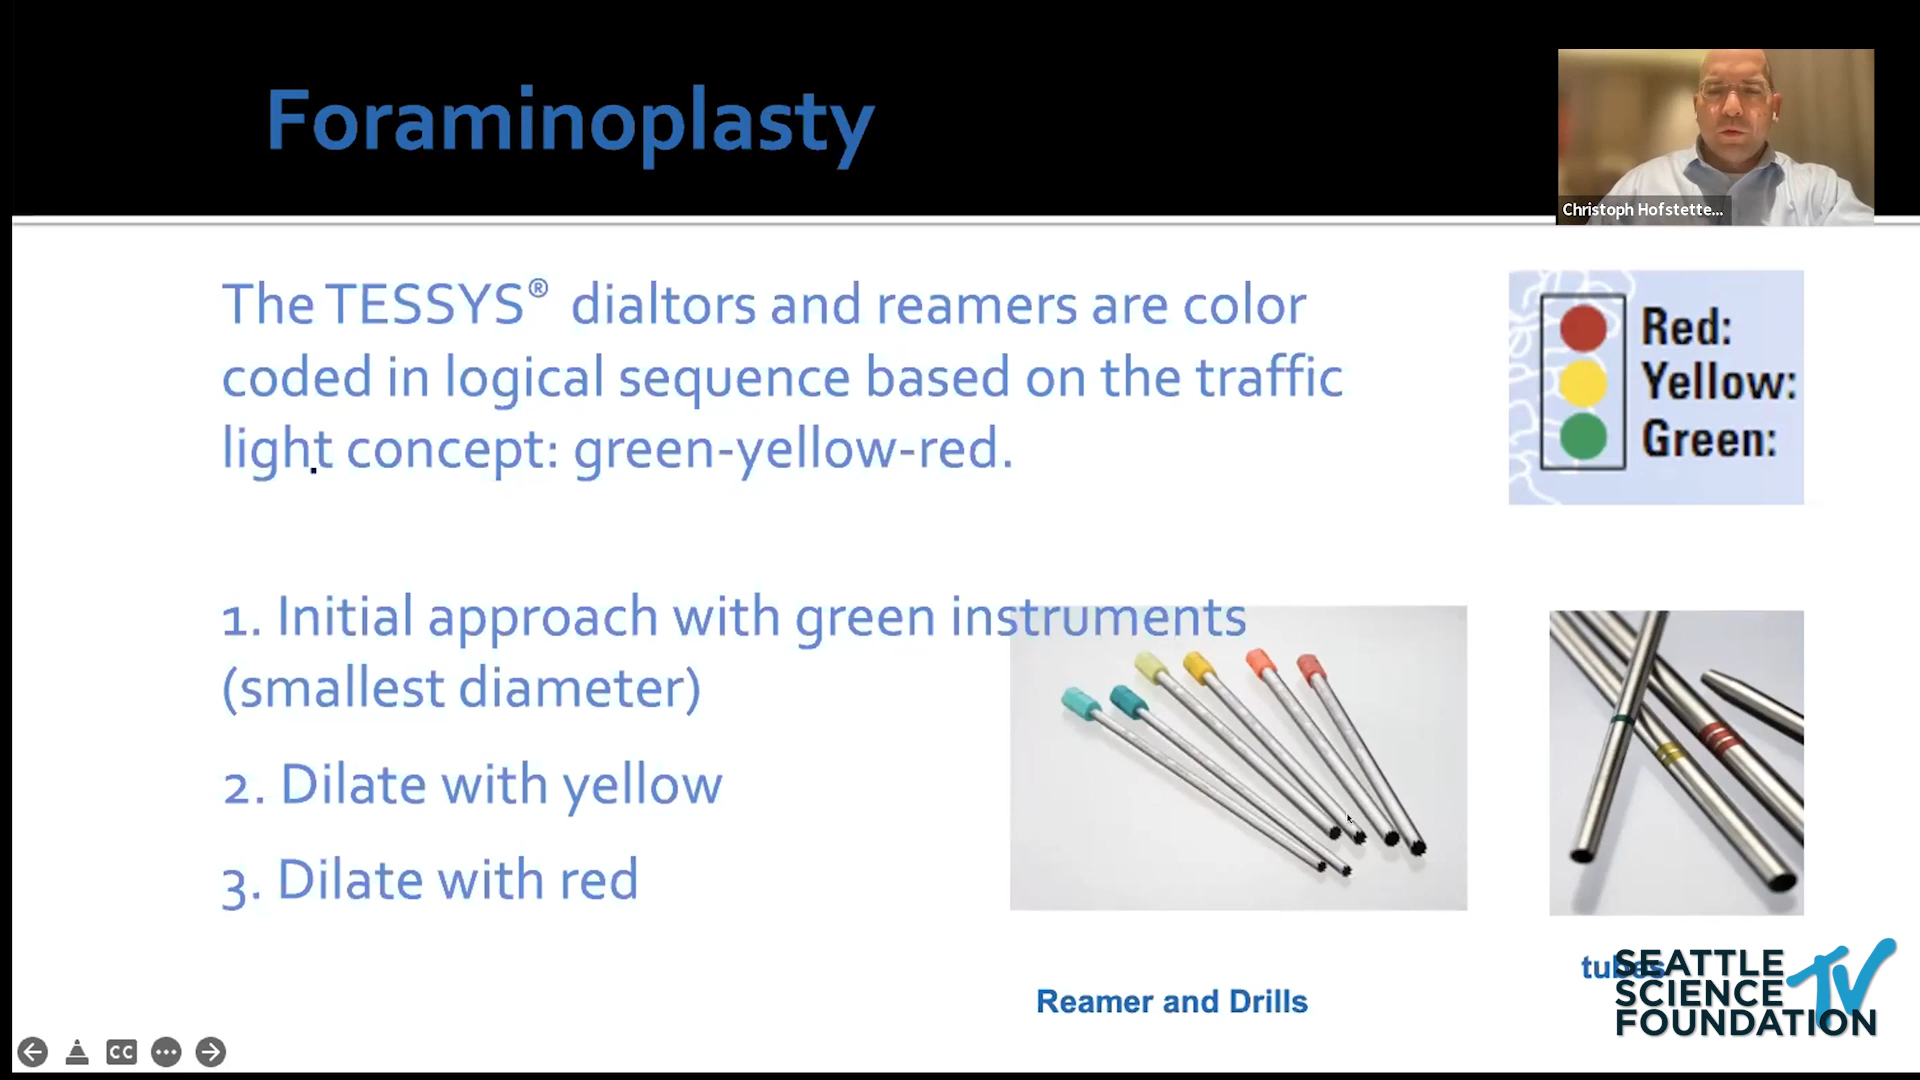 Foraminoplasty
Christoph Hofstette...
The TESSYS® dialtors and reamers are color
coded in logical sequence based on the traffic
light concept: green-yellow-red.
Red:
Yellow:
Green:
1. Initial approach with green instruments
(smallest diameter)
2. Dilate with yellow
3. Dilate with red
Reamer and Drills
tubes
SEATTLE
SCIENCE
FOUNDATION
TV
CC